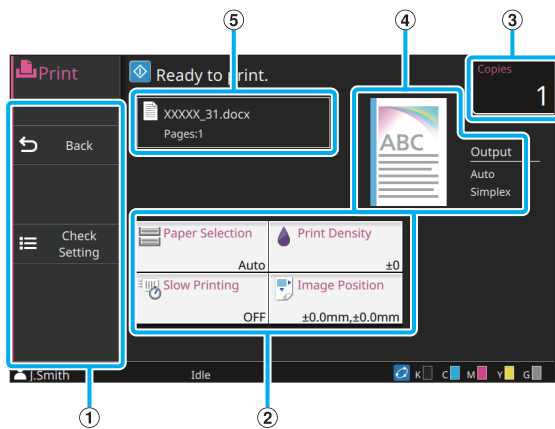 5
4
3
Print
Ready to print.
Copies
1
XXXXX_31.docx
Pages:1
ABC
Output
Auto
Simplex
Back
Check
Setting
Paper Selection
Auto
Print Density
±0
Slow Printing
OFF
Image Position
±0.0mm,±0.0mm
J.Smith
Idle
K C M Y G
1
2